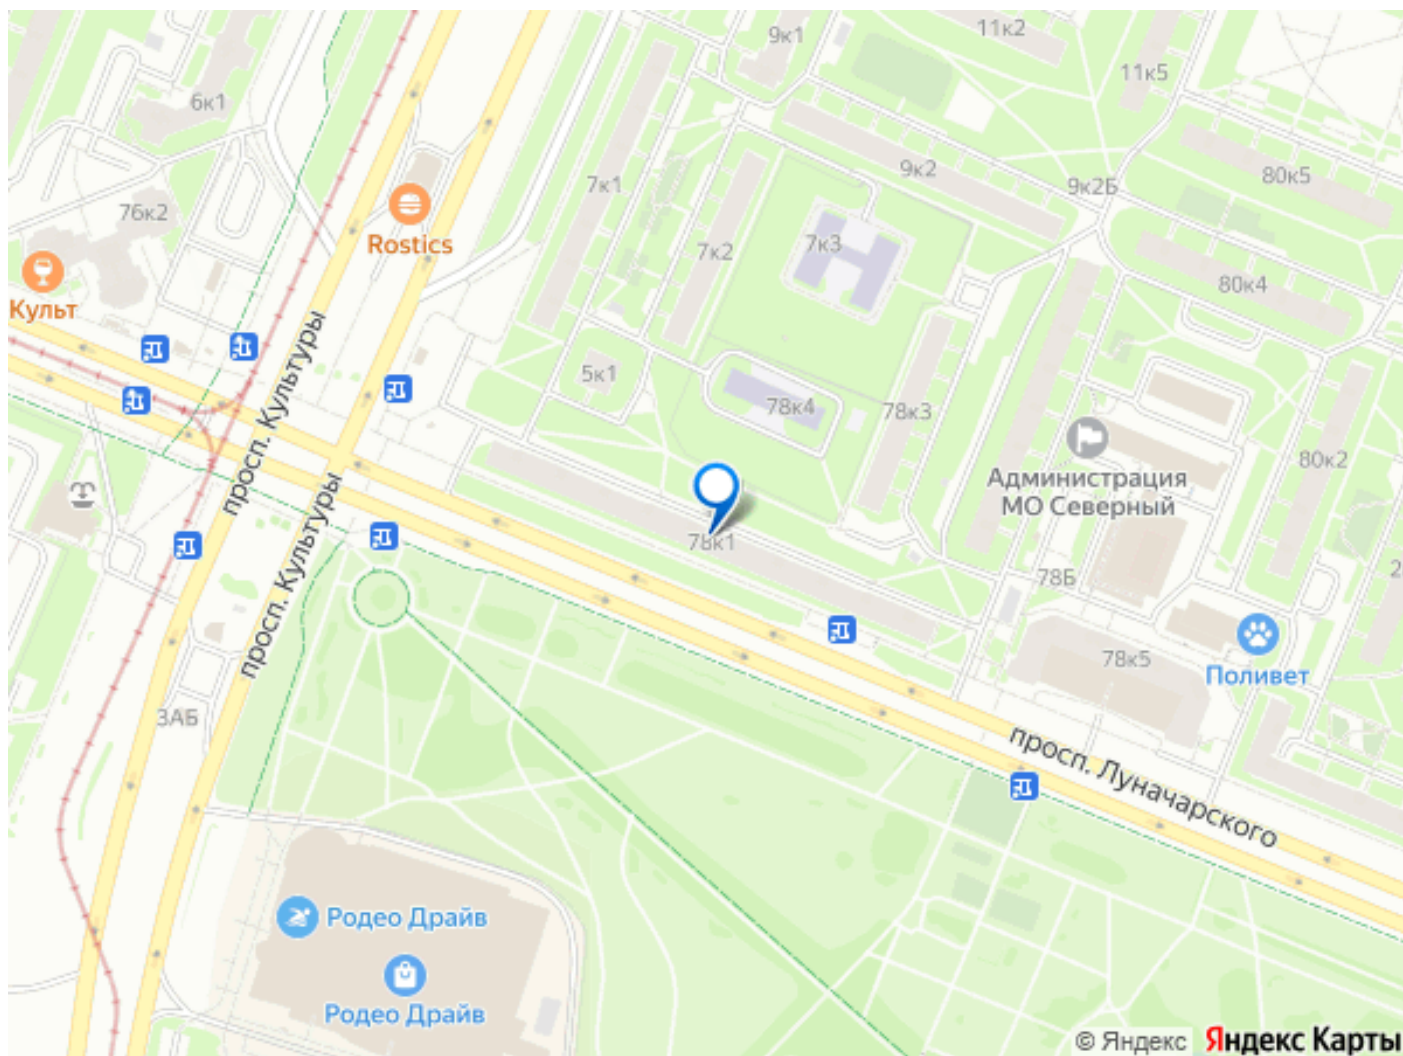 11к2
9к1
11к5
6к1
9к2
80к5
7к1
9к2Б
76к2
Rostics
7к2
7к3
80к4
Культ
просп. Культуры
5к1
78к4
78к3
80к2
Администрация
МО Северный
просп. Культуры
78к1
78Б
2
78к5
Поливет
3АБ
просп. Луначарского
Родео Драйв
Родео Драйв
© Яндекс Яндекс Карты